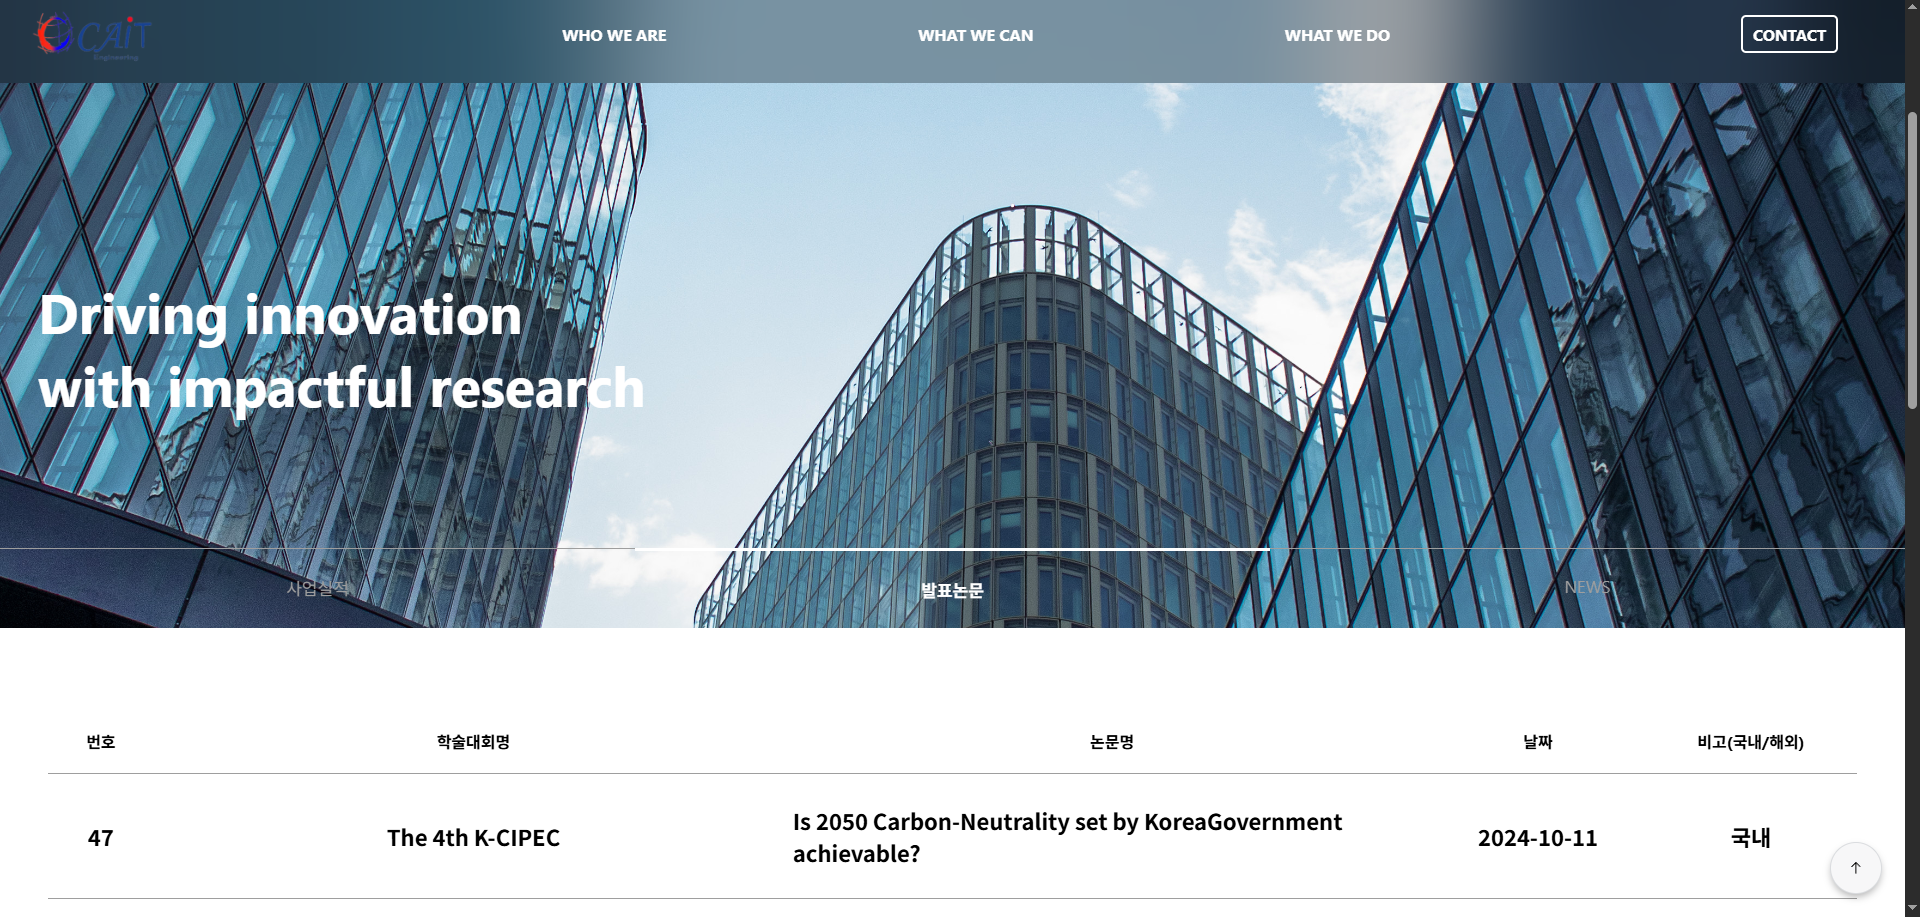 CAiT
Engineering
WHO WE ARE
WHAT WE CAN
WHAT WE DO
CONTACT
Driving innovation
with impactful research
사업실적
발표논문
NEWS
번호 학술대회명 논문명 날짜 비고(국내/해외)
47 The 4th K-CIPEC Is 2050 Carbon-Neutrality set by KoreaGovernment
achievable? 2024-10-11 국내